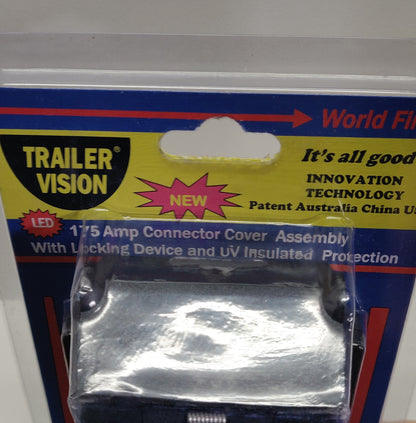 World Fi
TRAILER®
VISION
It's all good
INNOVATION
TECHNOLOGY
Patent Australia China U
NEW
LED
175 Amp Connector Cover Assembly
With Locking Device and UV Insulated Protection